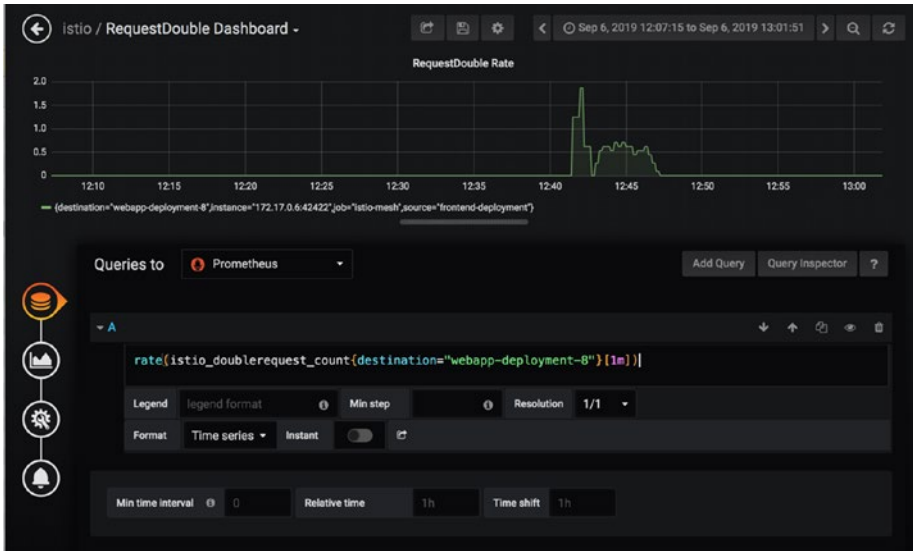 istio / RequestDouble Dashboard
Sep 6, 2019 12:07:15 to Sep 6, 2019 13:01:51
RequestDouble Rate
2.0
1.5
1.0
0.5
0
12:10 12:15 12:20 12:25 12:30 12:35 12:40 12:45 12:50 12:55 13:00
{destination="webapp-deployment-8",instance="172.17.0.6:42422",job="istio-mesh",source="frontend-deployment"}
Queries to Prometheus Add Query Query Inspector ?
A
rate(istio_doublerequest_count{destination="webapp-deployment-8"}[1m])
Legend legend format Min step Resolution 1/1
Format Time series Instant
Min time interval 0 Relative time 1h Time shift 1h